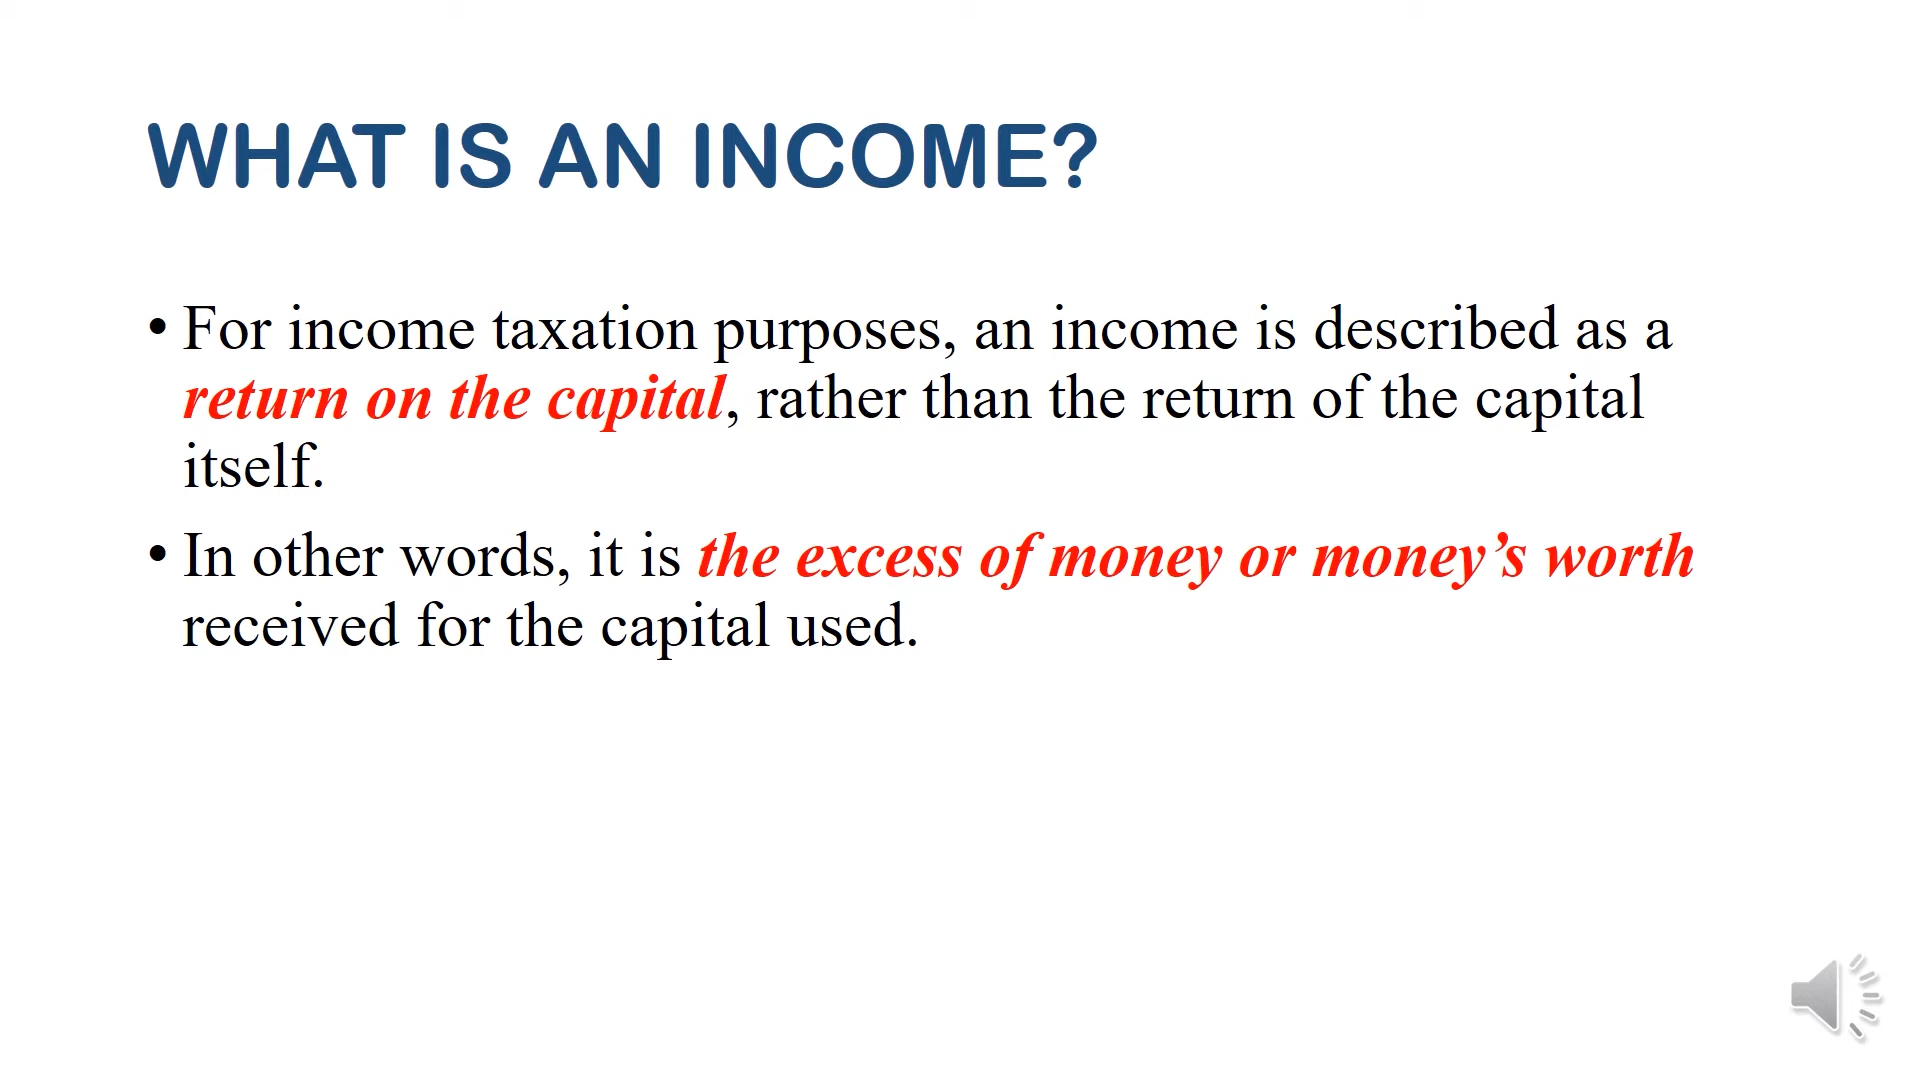 WHAT IS AN INCOME?
• For income taxation purposes, an income is described as a
return on the capital, rather than the return of the capital
itself.
• In other words, it is the excess of money or money’s worth
received for the capital used.